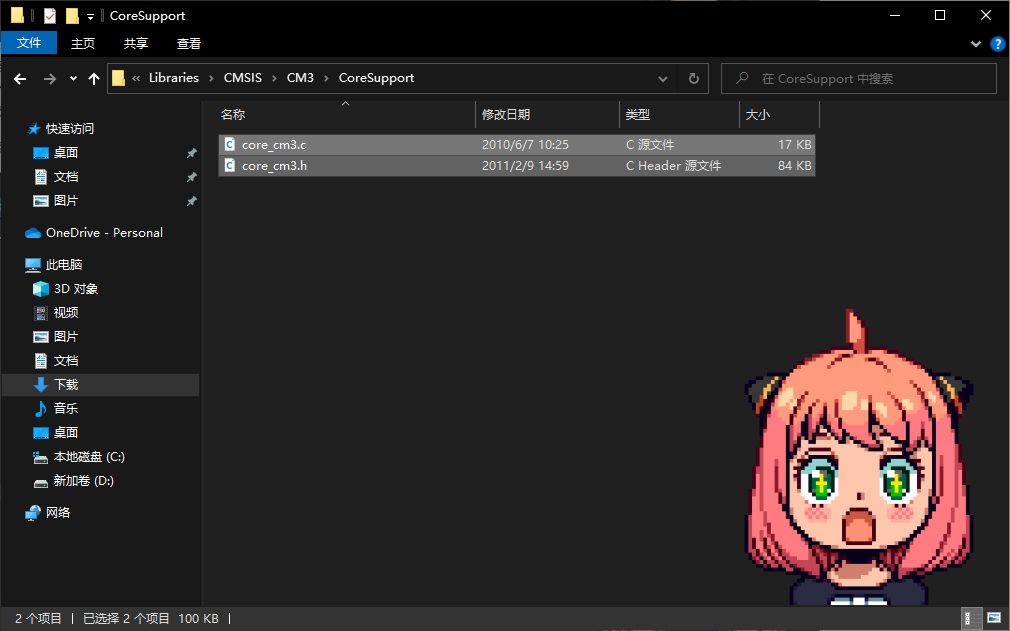 CoreSupport
文件 主页 共享 查看
« Libraries › CMSIS › CM3 › CoreSupport
在 CoreSupport 中搜索
名称 修改日期 类型 大小
core_cm3.c 2010/6/7 10:25 C 源文件 17 KB
core_cm3.h 2011/2/9 14:59 C Header 源文件 84 KB
快速访问
桌面
文档
图片
OneDrive - Personal
此电脑
3D 对象
视频
图片
文档
下载
音乐
桌面
本地磁盘 (C:)
新加卷 (D:)
网络
2 个项目 已选择 2 个项目 100 KB